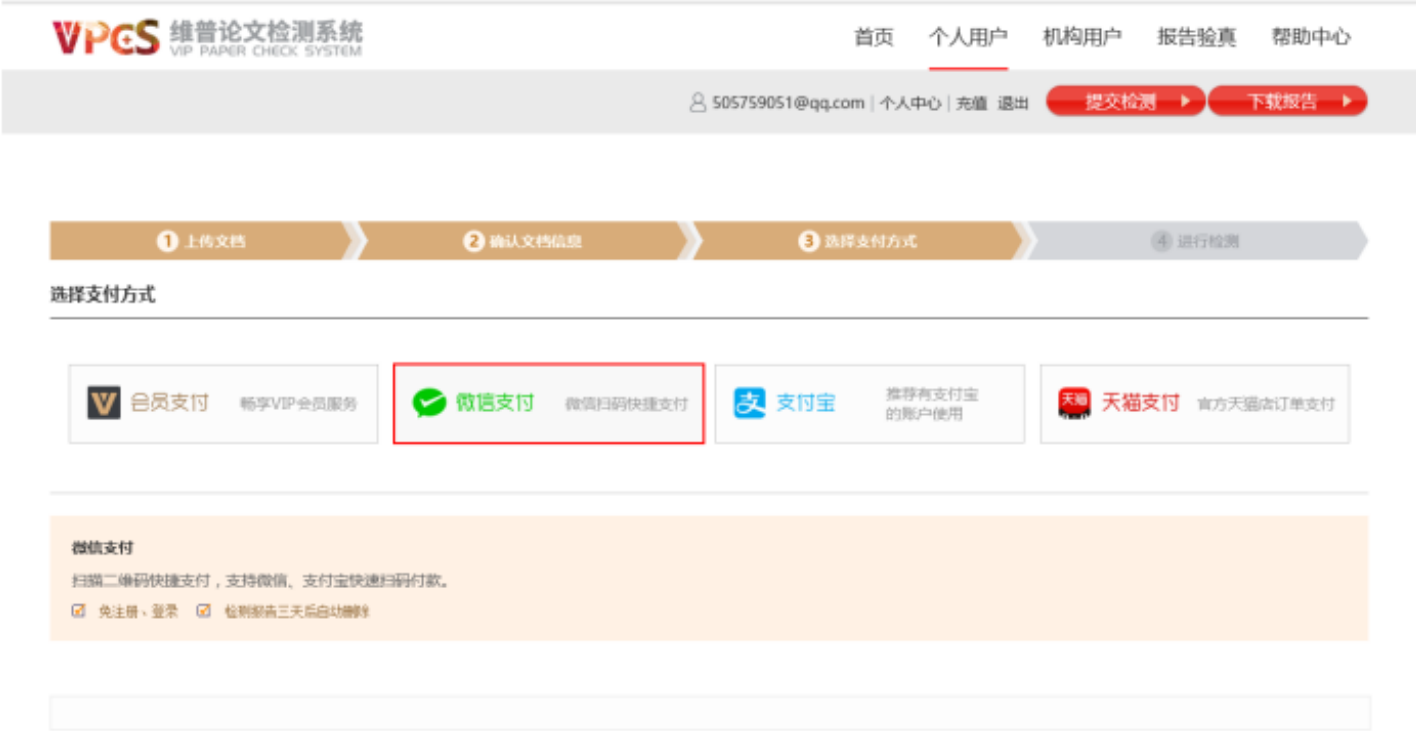 VPCS 维普论文检测系统
VIP PAPER CHECK SYSTEM
首页 个人用户 机构用户 报告验真 帮助中心
505759051@qq.com | 个人中心 | 充值 退出 提交检测 下载报告
1 上传文档 2 确认文档信息 3 选择支付方式 4 进行检测
选择支付方式
会员支付 畅享VIP会员服务
微信支付 微信扫码快捷支付
支 支付宝 推荐有支付宝
的账户使用
天猫 天猫支付 官方天猫店订单支付
微信支付
扫描二维码快捷支付，支持微信、支付宝快速扫码付款。
免注册、登录 检测报告三天后自动删除